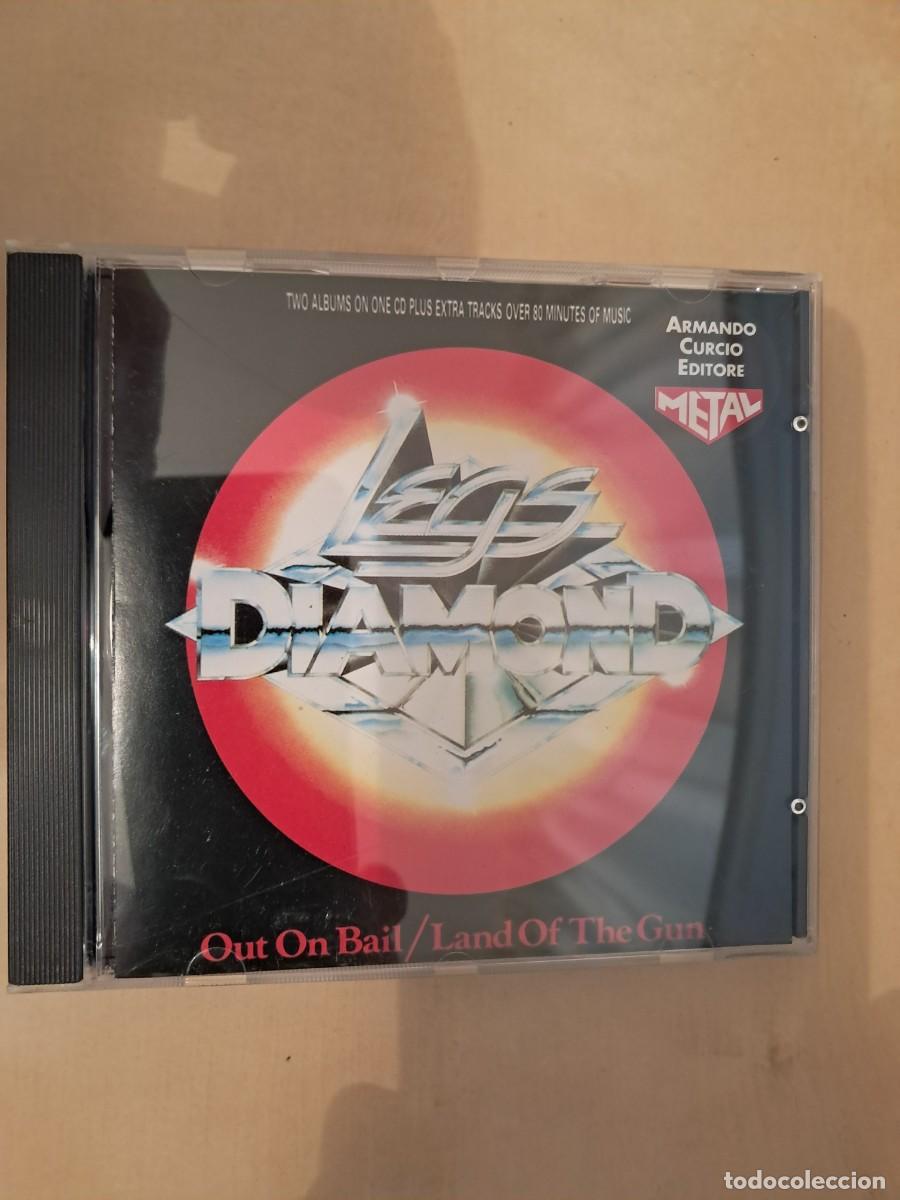 TWO ALBUMS ON ONE CD PLUS EXTRA TRACKS OVER 80 MINUTES OF MUSIC
ARMANDO
CURCIO
EDITORE
METAL
Legs
DIAMOND
Out On Bail/Land Of The Gun
todocoleccion